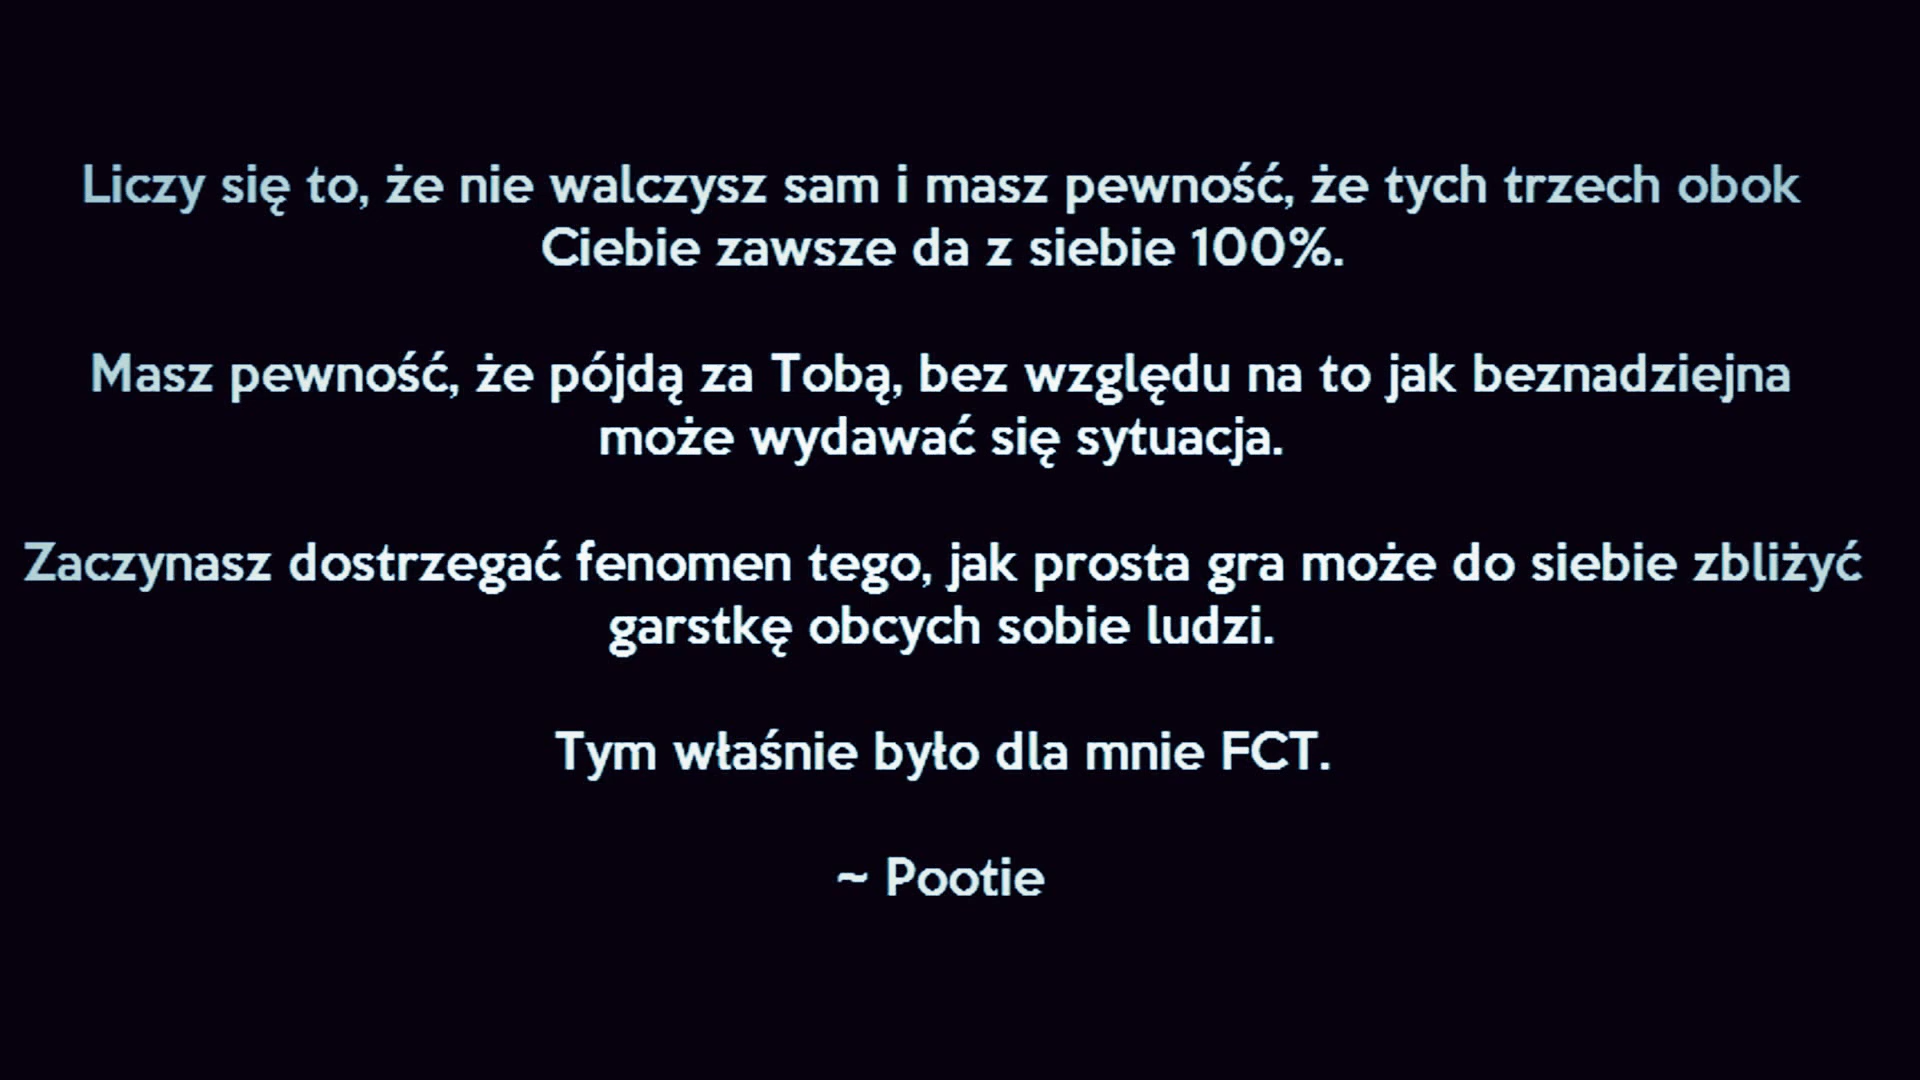 Liczy się to, że nie walczysz sam i masz pewność, że tych trzech obok
Ciebie zawsze da z siebie 100%.
Masz pewność, że pójdą za Tobą, bez względu na to jak beznadziejna
może wydawać się sytuacja.
Zaczynasz dostrzegać fenomen tego, jak prosta gra może do siebie zbliżyć
garstkę obcych sobie ludzi.
Tym właśnie było dla mnie FCT.
~ Pootie